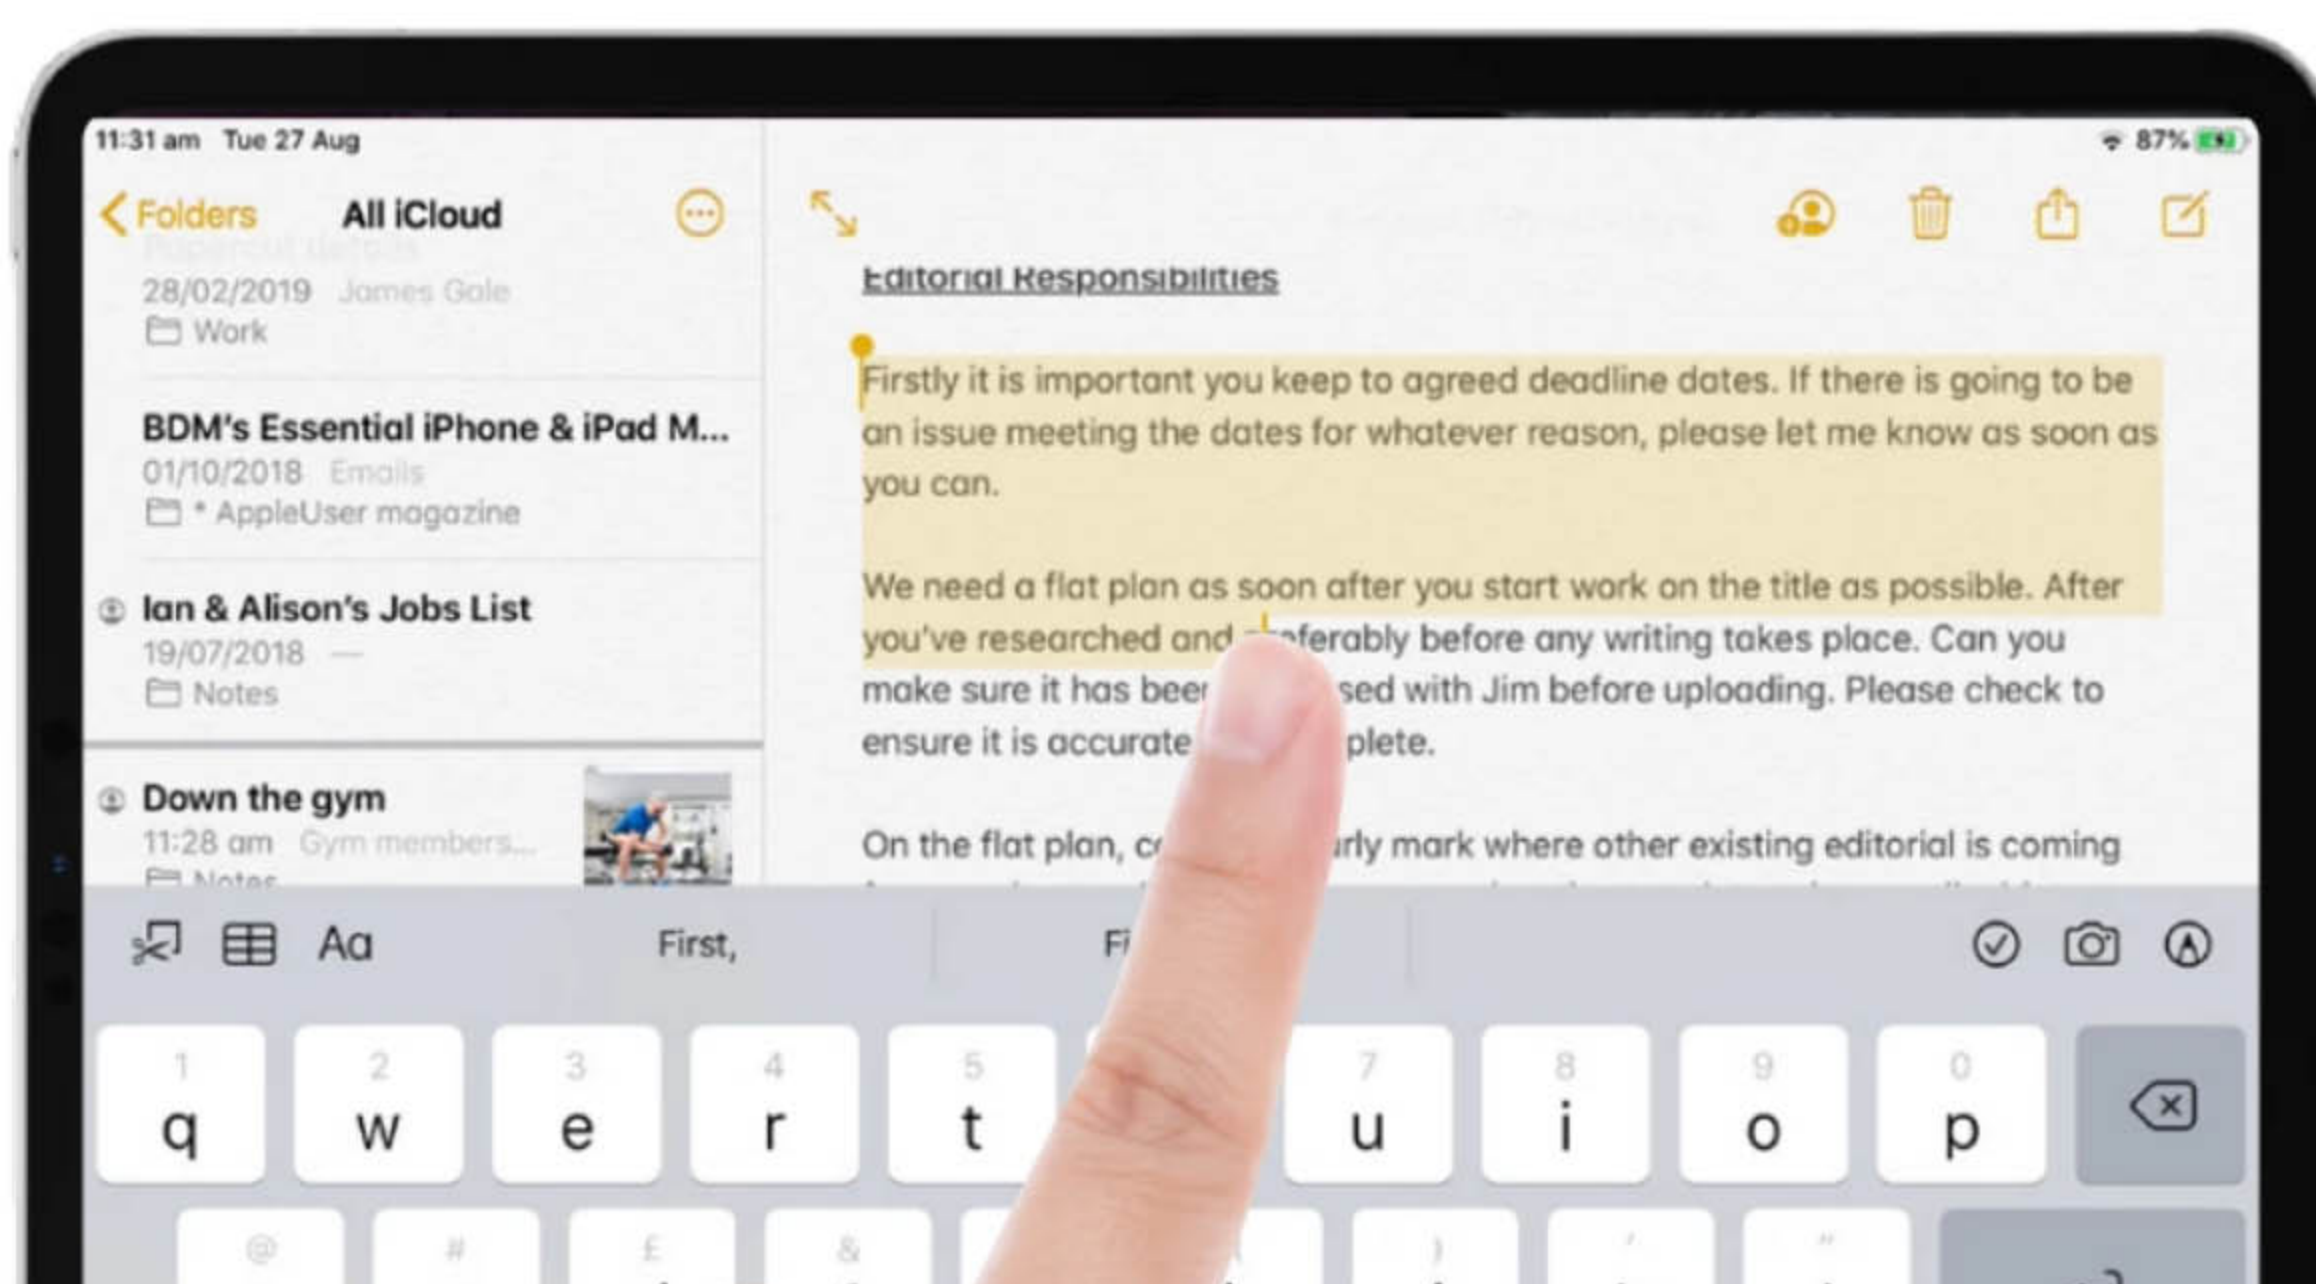 11:31 am Tue 27 Aug
87%
Folders All iCloud
Papercut details
28/02/2019 James Gale
Work
BDM's Essential iPhone & iPad M...
01/10/2018 Emails
* AppleUser magazine
Ian & Alison's Jobs List
19/07/2018 —
Notes
Down the gym
11:28 am Gym members...
Notes
Editorial Responsibilities
Firstly it is important you keep to agreed deadline dates. If there is going to be
an issue meeting the dates for whatever reason, please let me know as soon as
you can.
We need a flat plan as soon after you start work on the title as possible. After
you've researched and before any writing takes place. Can you
make sure it has with Jim before uploading. Please check to
ensure it is accurate
On the flat plan, mark where other existing editorial is coming
Aa First,
1 2 3 4 5 7 8 9 0
q w e r t u i o p
@ # £ & ) ' "